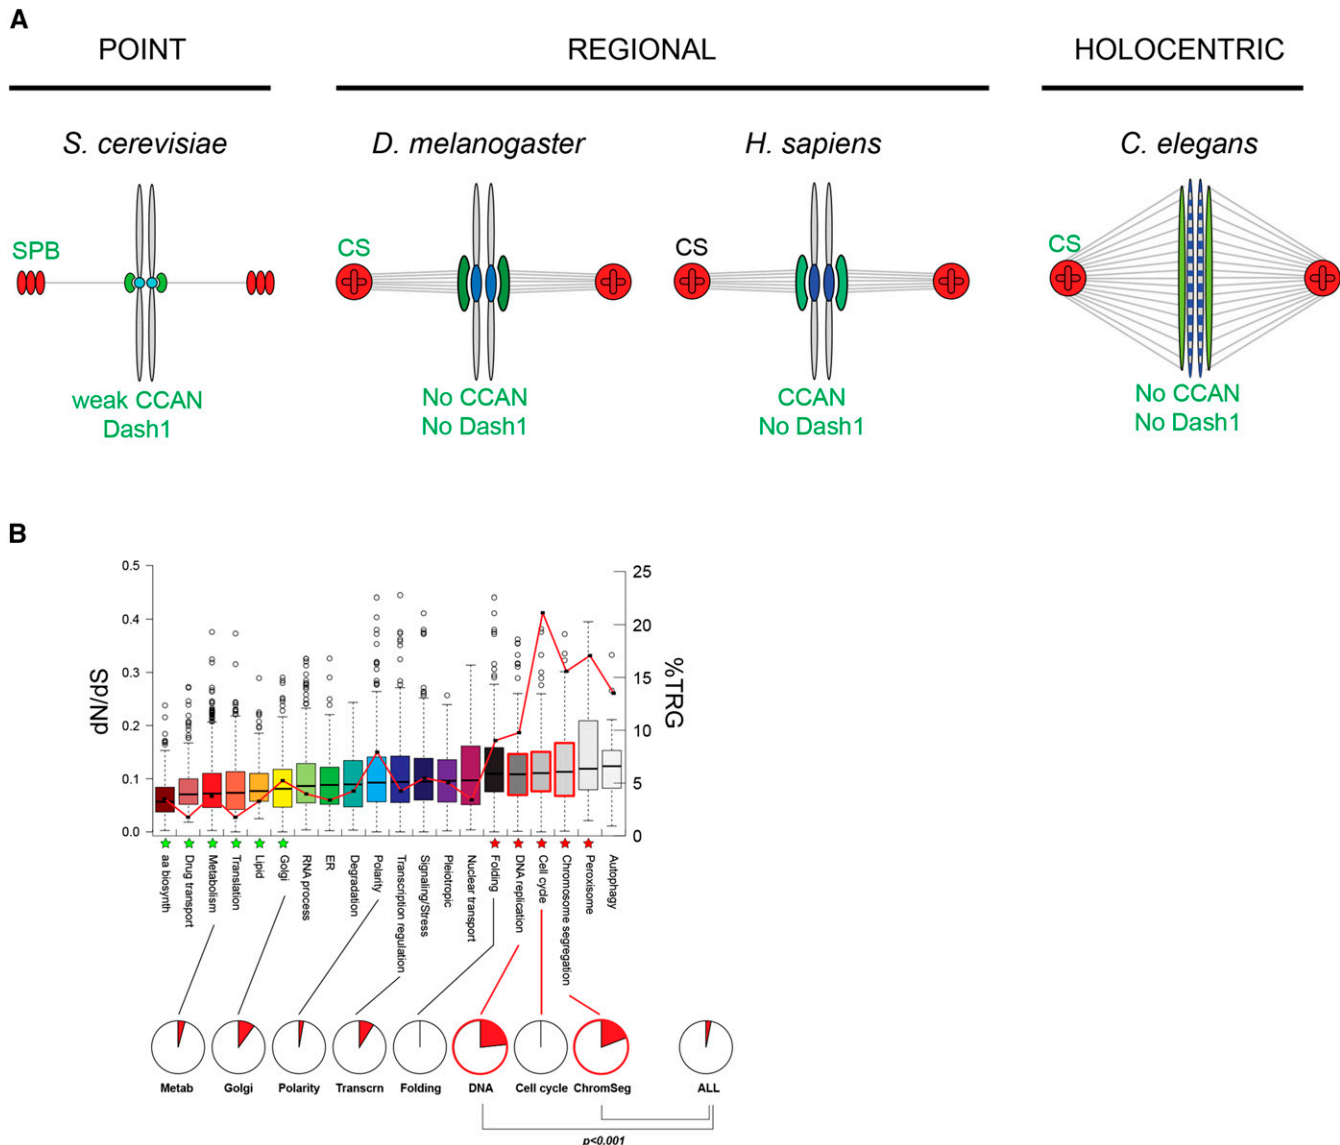 A
POINT REGIONAL HOLOCENTRIC
S. cerevisiae D. melanogaster H. sapiens C. elegans
SPB CS CS CS
weak CCAN No CCAN CCAN No CCAN
Dash1 No Dash1 No Dash1 No Dash1
B
dN/dS
0.5
0.4
0.3
0.2
0.1
0.0
%TRG
25
20
15
10
5
0
aa biosynth
Drug transport
Metabolism
Translation
Lipid
Golgi
RNA process
ER
Degradation
Polarity
Transcription regulation
Signaling/Stress
Pleiotropic
Nuclear transport
Folding
DNA replication
Cell cycle
Chromosome segregation
Peroxisome
Autophagy
Metab Golgi Polarity Transcrn Folding DNA Cell cycle ChromSeg ALL
p<0.001